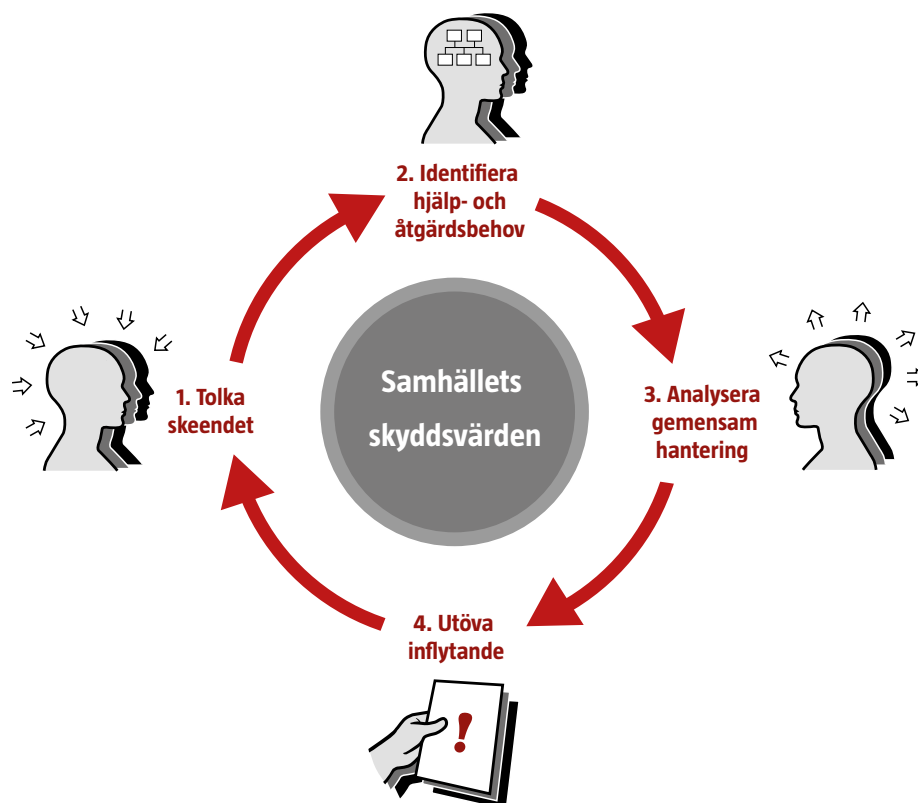 2. Identifiera
hjälp- och
åtgärdsbehov
1. Tolka
skeendet
Samhällets
skyddsvärden
3. Analysera
gemensam
hantering
4. Utöva
inflytande
!